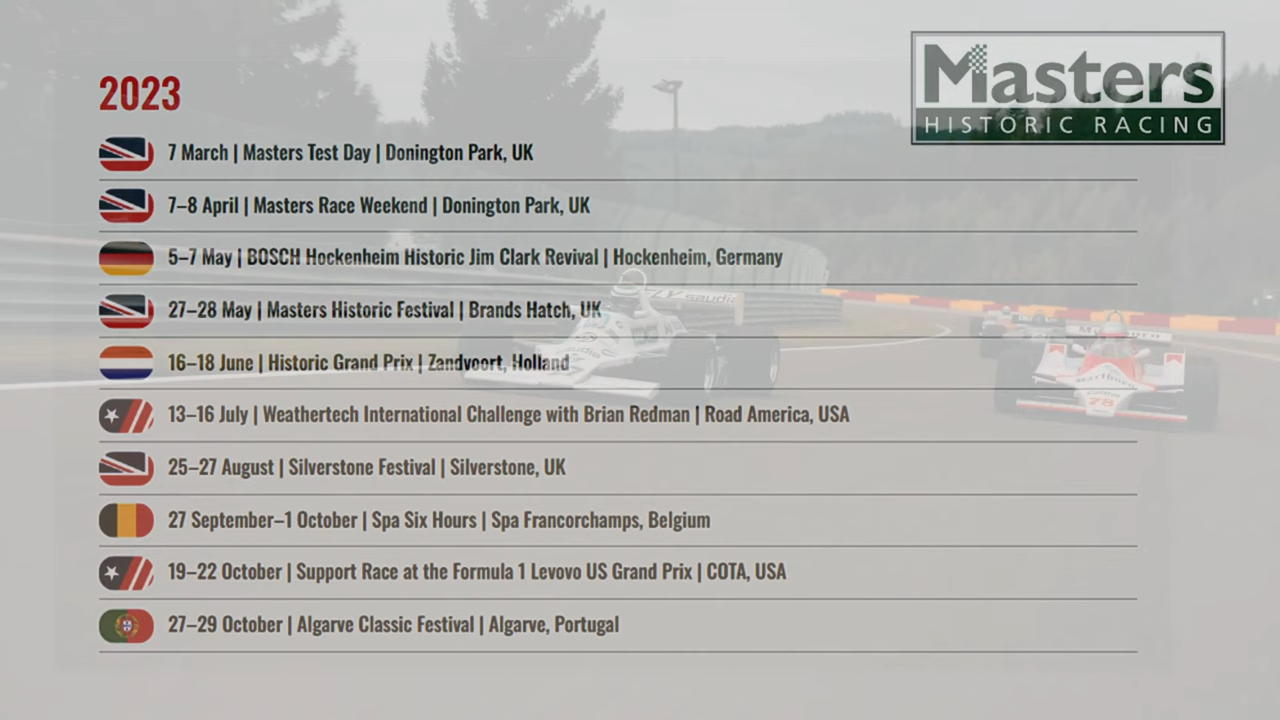 Masters
HISTORIC RACING
2023
7 March | Masters Test Day | Donington Park, UK
7–8 April | Masters Race Weekend | Donington Park, UK
5–7 May | BOSCH Hockenheim Historic Jim Clark Revival | Hockenheim, Germany
27–28 May | Masters Historic Festival | Brands Hatch, UK
16–18 June | Historic Grand Prix | Zandvoort, Holland
13–16 July | Weathertech International Challenge with Brian Redman | Road America, USA
25–27 August | Silverstone Festival | Silverstone, UK
27 September–1 October | Spa Six Hours | Spa Francorchamps, Belgium
19–22 October | Support Race at the Formula 1 Levovo US Grand Prix | COTA, USA
27–29 October | Algarve Classic Festival | Algarve, Portugal
FLY saudia